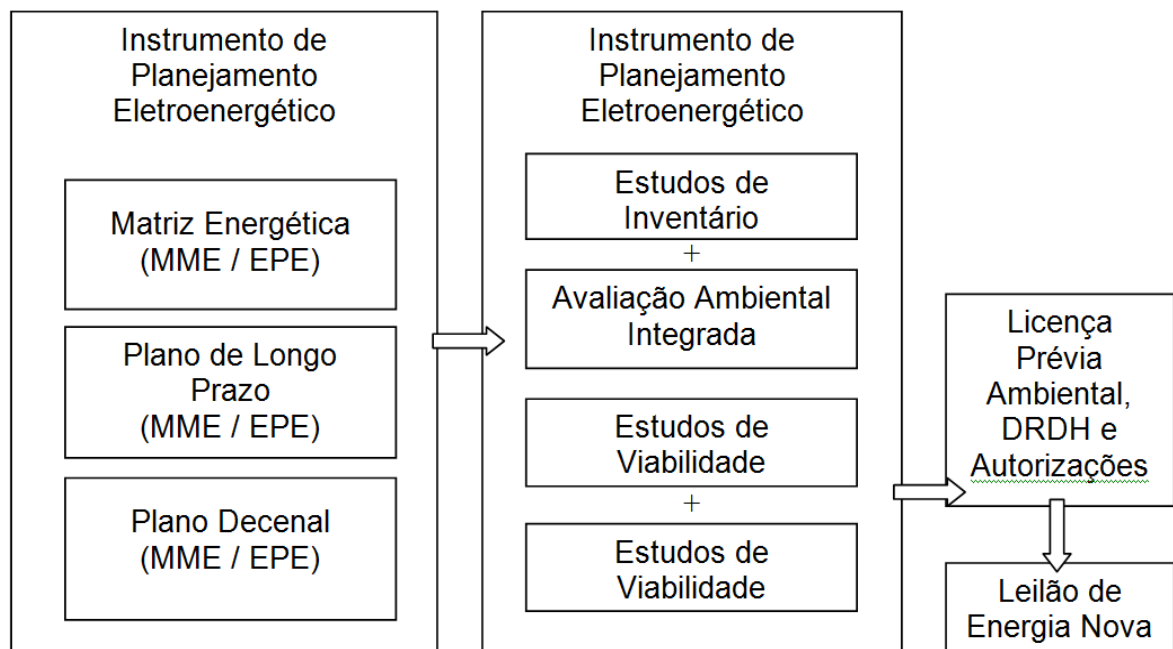 Instrumento de
Planejamento
Eletroenergético
Matriz Energética
(MME / EPE)
Plano de Longo
Prazo
(MME / EPE)
Plano Decenal
(MME / EPE)
Instrumento de
Planejamento
Eletroenergético
Estudos de
Inventário
+
Avaliação Ambiental
Integrada
Estudos de
Viabilidade
+
Estudos de
Viabilidade
Licença
Prévia
Ambiental,
DRDH e
Autorizações
Leilão de
Energia Nova